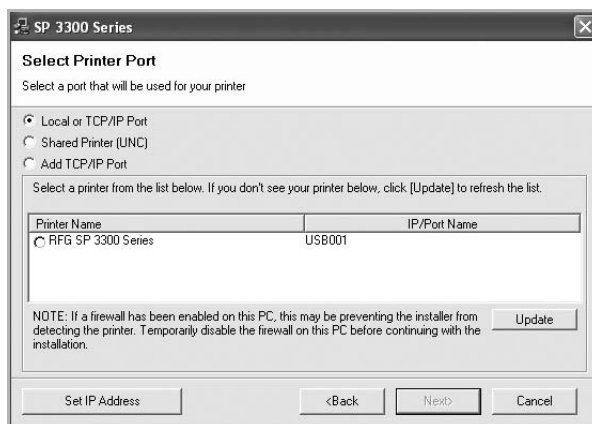 SP 3300 Series
Select Printer Port
Select a port that will be used for your printer
Local or TCP/IP Port
Shared Printer (UNC)
Add TCP/IP Port
Select a printer from the list below. If you don't see your printer below, click [Update] to refresh the list.
Printer Name IP/Port Name
RFG SP 3300 Series USB001
NOTE: If a firewall has been enabled on this PC, this may be preventing the installer from
detecting the printer. Temporarily disable the firewall on this PC before continuing with the
installation.
Update
Set IP Address <Back Next> Cancel